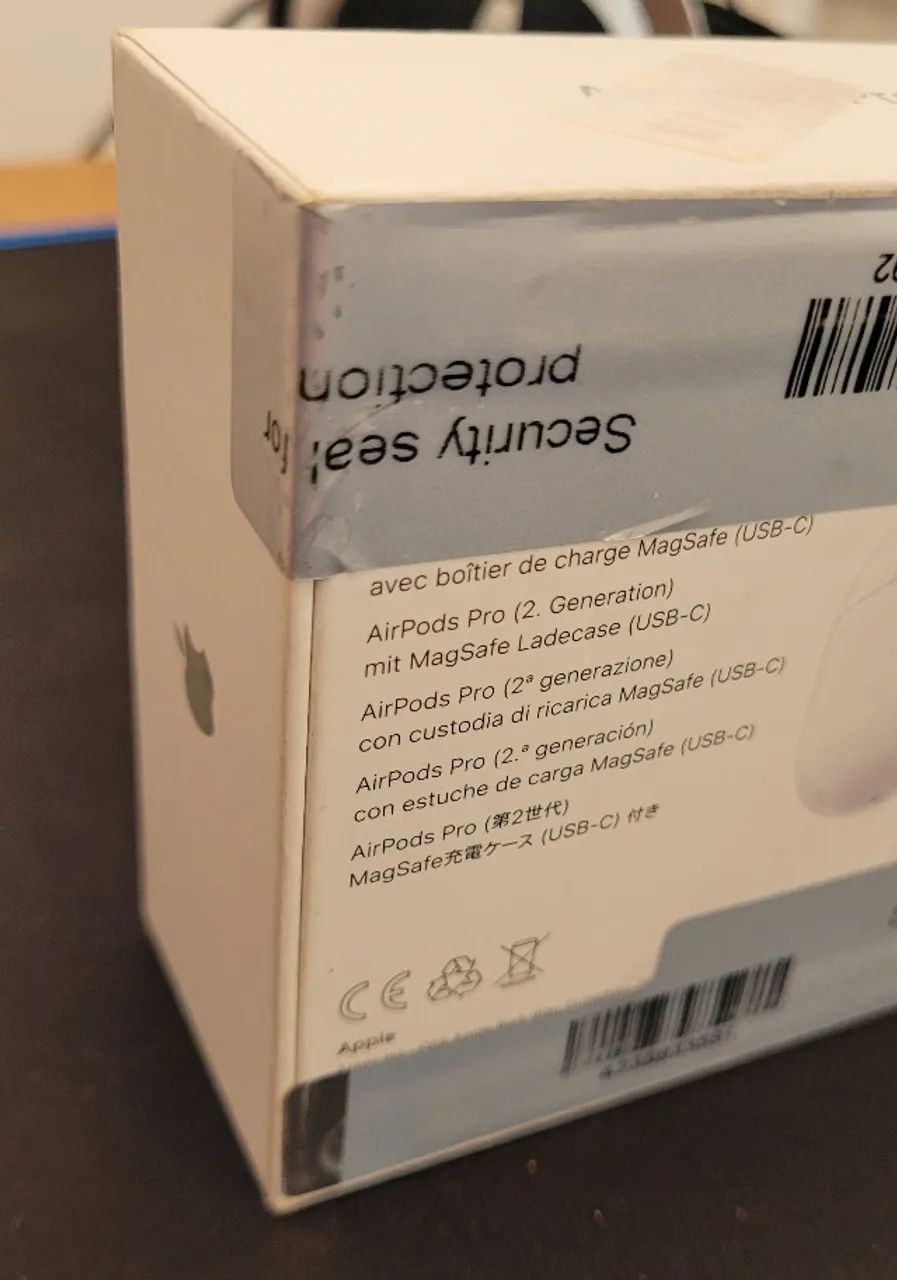 Security seal
for
protection
avec boîtier de charge MagSafe (USB-C)
AirPods Pro (2. Generation)
mit MagSafe Ladecase (USB-C)
AirPods Pro (2ª generazione)
con custodia di ricarica MagSafe (USB-C)
AirPods Pro (2.ª generación)
con estuche de carga MagSafe (USB-C)
AirPods Pro (第2世代)
MagSafe充電ケース (USB-C) 付き
CE
Apple